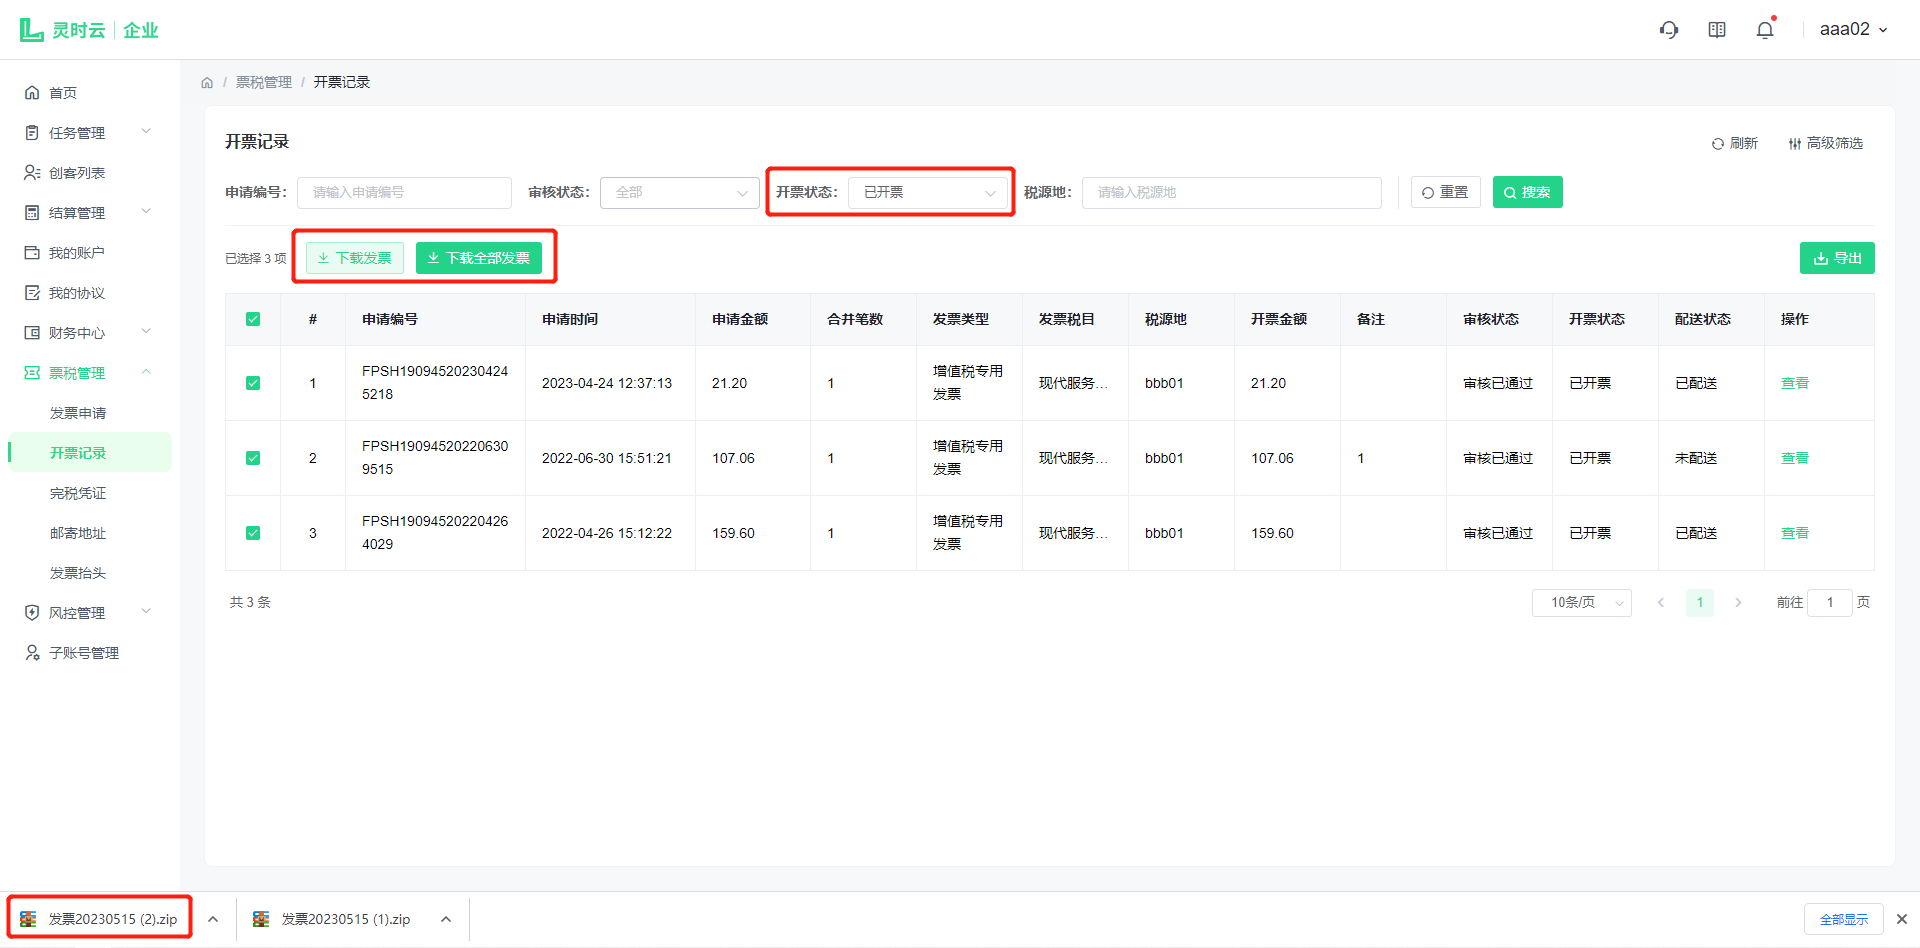 灵时云 企业
aaa02
首页
任务管理
创客列表
结算管理
我的账户
我的协议
财务中心
票税管理
发票申请
开票记录
完税凭证
邮寄地址
发票抬头
风控管理
子账号管理
/ 票税管理 / 开票记录
开票记录
刷新 高级筛选
申请编号: 请输入申请编号 审核状态: 全部 开票状态: 已开票 税源地: 请输入税源地 重置 搜索
已选择 3 项 下载发票 下载全部发票 导出
# 申请编号 申请时间 申请金额 合并笔数 发票类型 发票税目 税源地 开票金额 备注 审核状态 开票状态 配送状态 操作
1 FPSH190945202304245218 2023-04-24 12:37:13 21.20 1 增值税专用发票 现代服务... bbb01 21.20 审核已通过 已开票 已配送 查看
2 FPSH190945202206309515 2022-06-30 15:51:21 107.06 1 增值税专用发票 现代服务... bbb01 107.06 1 审核已通过 已开票 未配送 查看
3 FPSH190945202204264029 2022-04-26 15:12:22 159.60 1 增值税专用发票 现代服务... bbb01 159.60 审核已通过 已开票 已配送 查看
共 3 条 10条/页 1 前往 1 页
发票20230515 (2).zip 发票20230515 (1).zip 全部显示